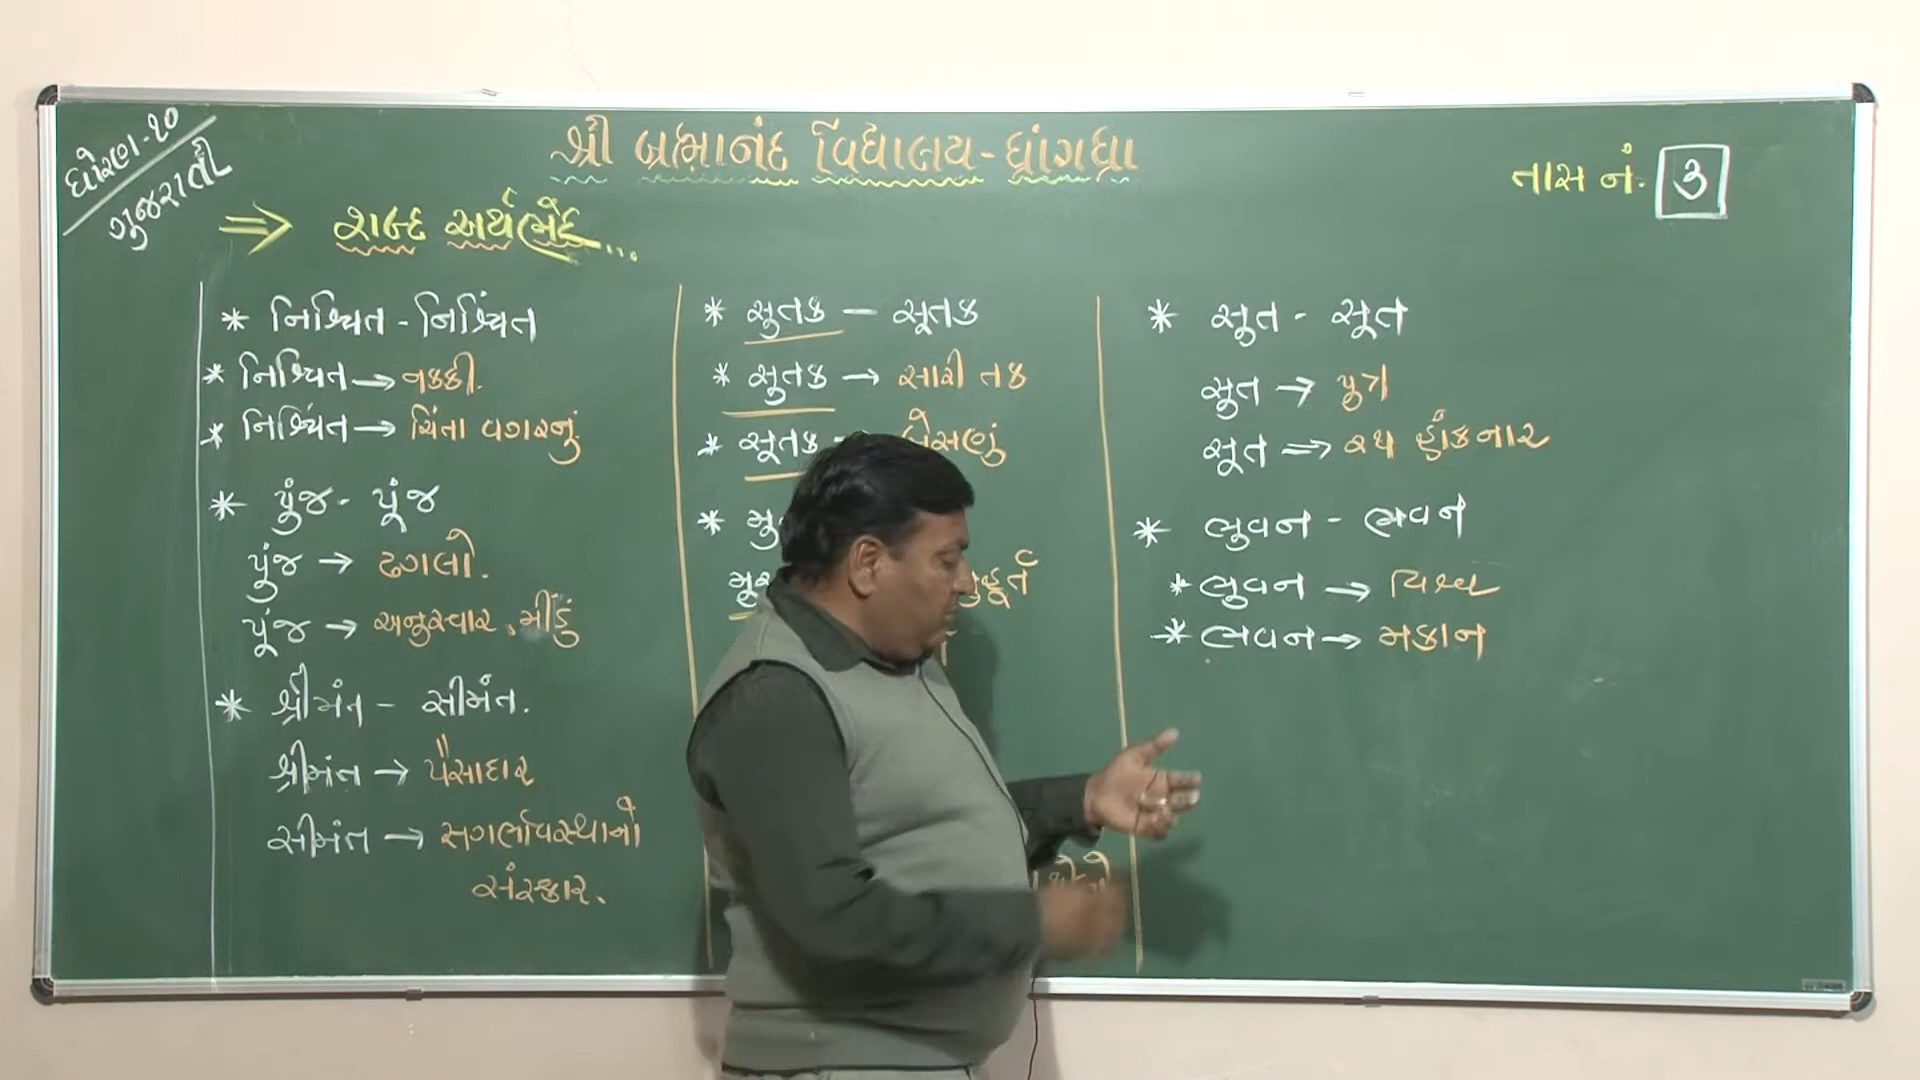 ધોરણ-૧૦
ગુજરાતી
શ્રી બ્રહ્માનંદ વિદ્યાલય-ધ્રાંગધ્રા
તાસ નં. ૩
⇒ શબ્દ અર્થભેદ...
* નિશ્ચિત - નિશ્ચિંત
* નિશ્ચિત → નક્કી.
* નિશ્ચિંત → ચિંતા વગરનું
* પુંજ - પૂંજ
પુંજ → ઢગલો.
પૂંજ → અનુસ્વાર, મીંડું
* શ્રીમંત - સીમંત.
શ્રીમંત → પૈસાદાર
સીમંત → સગર્ભાવસ્થાનો
સંસ્કાર.
* સુતક – સૂતક
* સુતક → સારી તક
* સૂતક → બેસણું
* મુ
* સુત - સૂત
સુત → પુત્ર
સૂત ⇒ રથ હાંકનાર
* ભુવન - ભવન
* ભુવન → વિશ્વ
* ભવન → મકાન